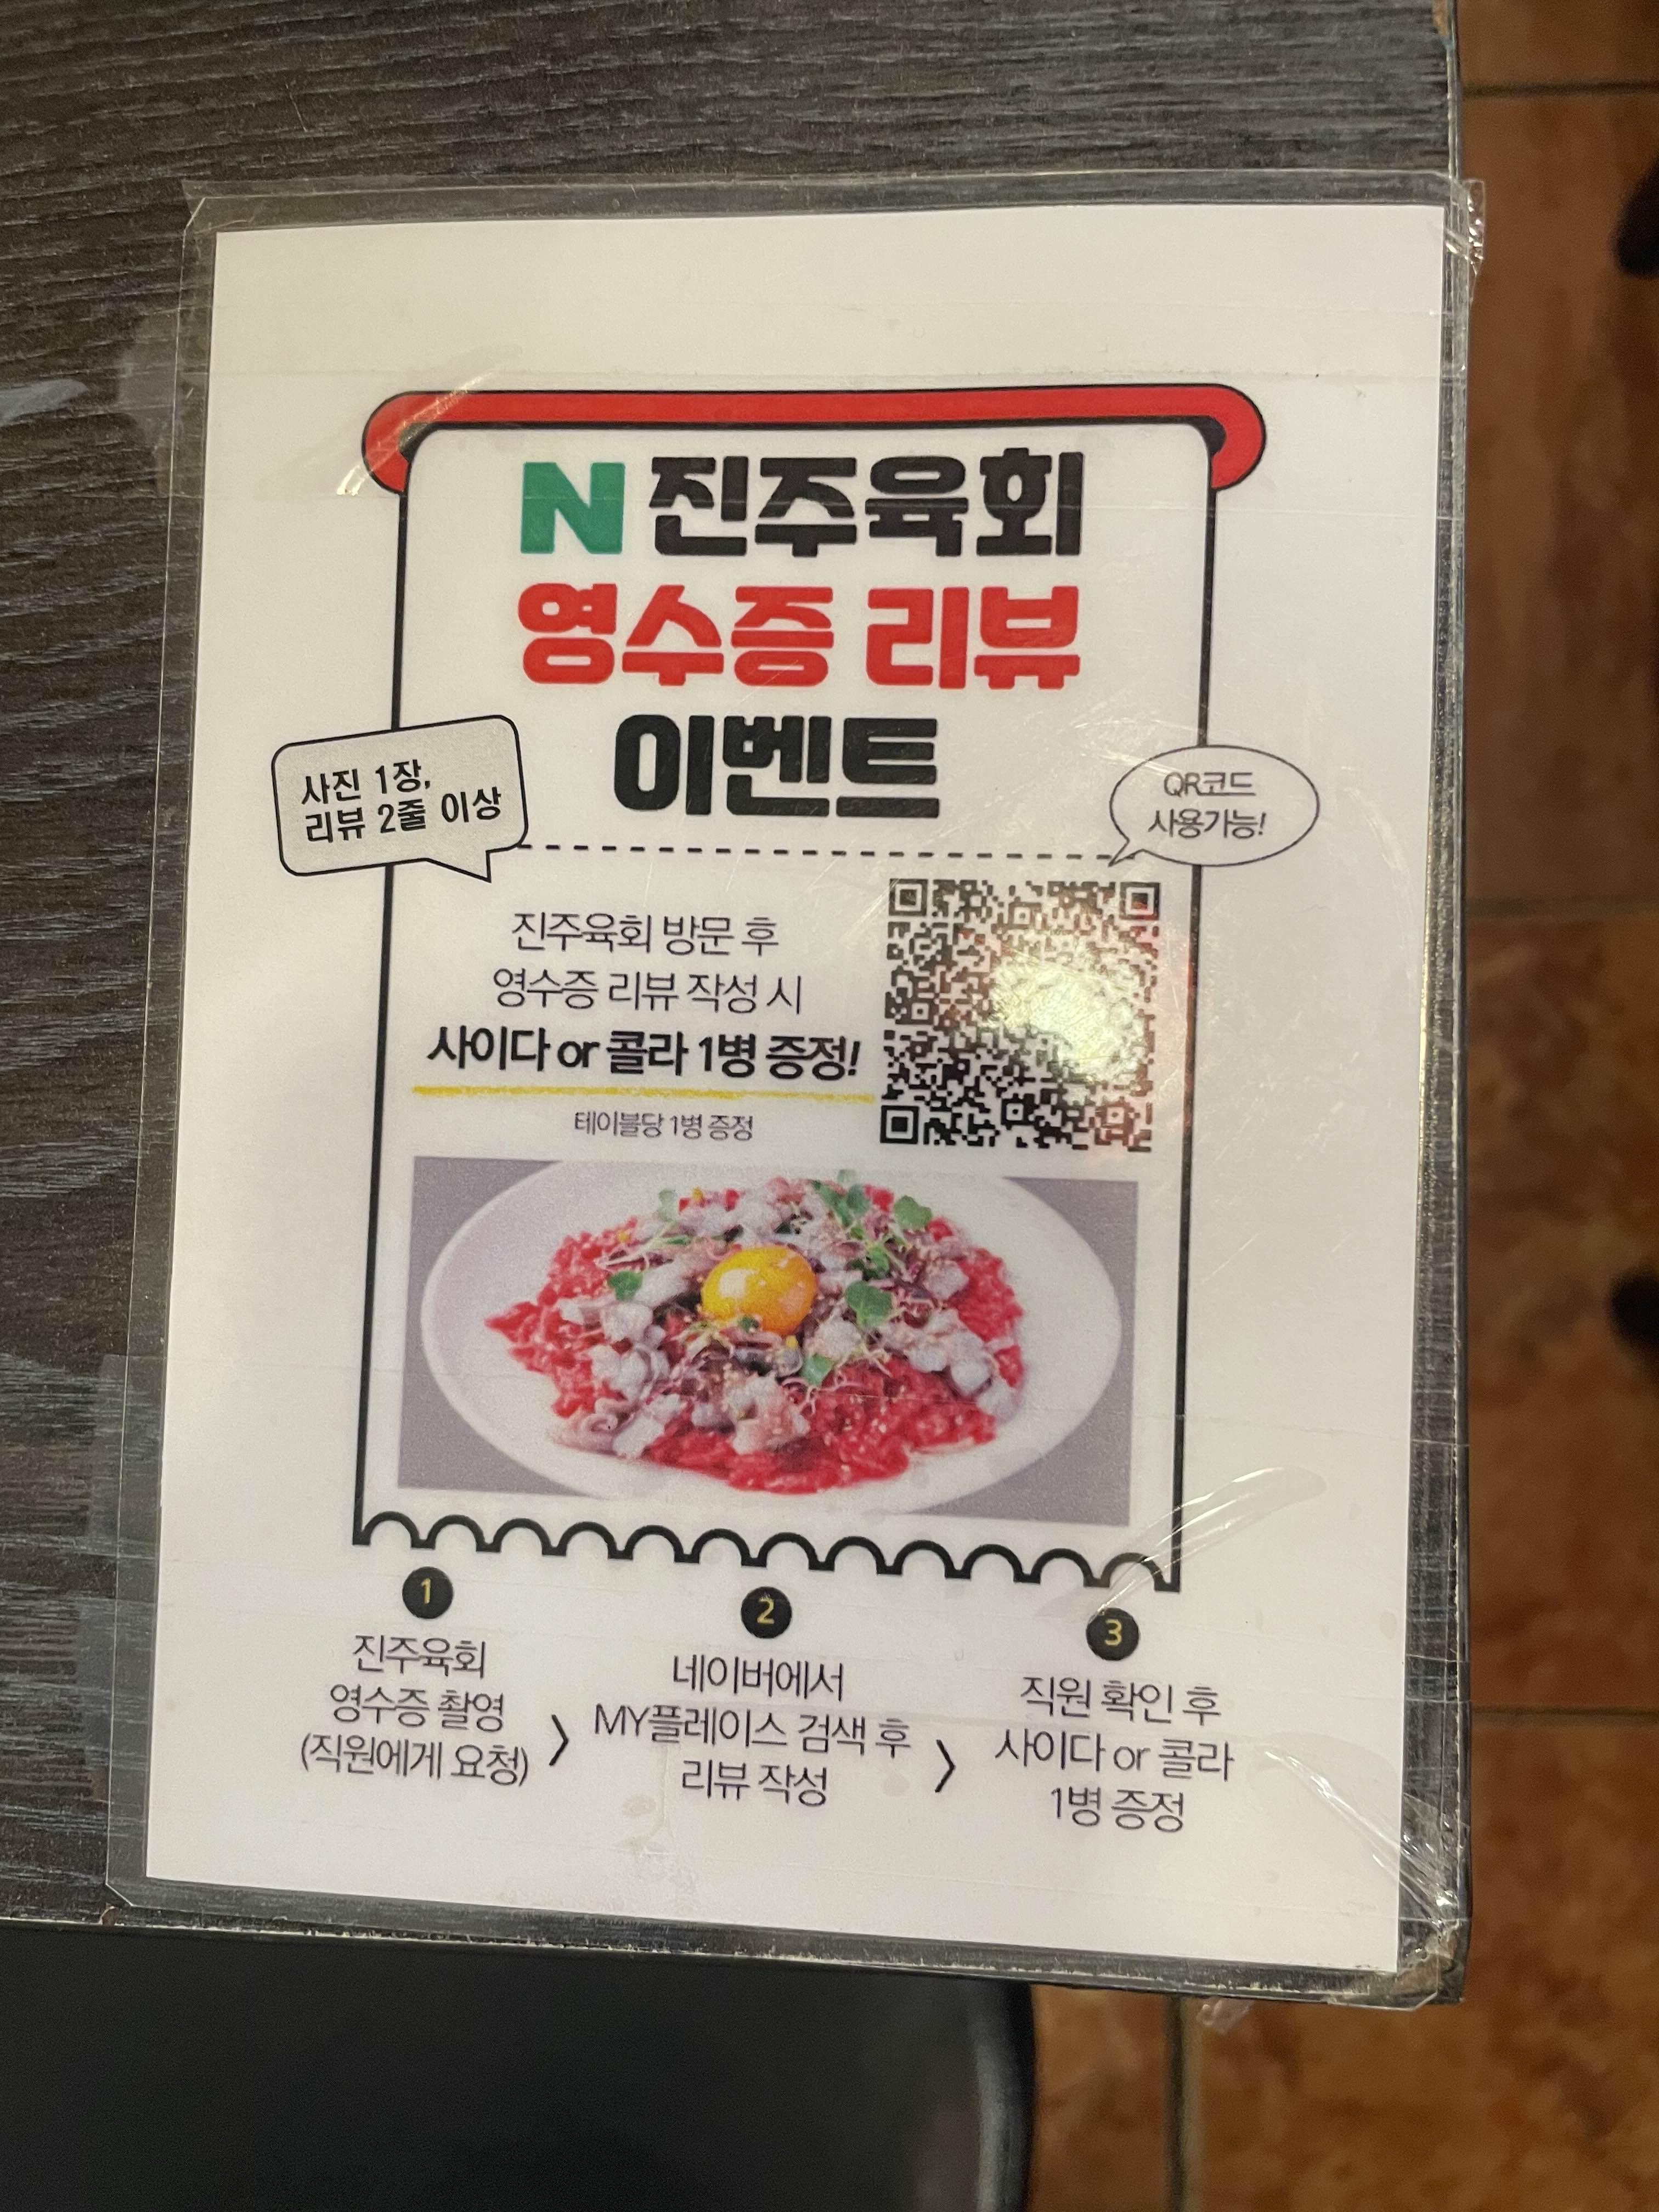 N 진주육회
영수증 리뷰
이벤트
사진 1장,
리뷰 2줄 이상
QR코드
사용가능!
진주육회 방문 후
영수증 리뷰 작성 시
사이다 or 콜라 1병 증정!
테이블당 1병 증정
1
진주육회
영수증 촬영
(직원에게 요청)
2
네이버에서
MY플레이스 검색 후
리뷰 작성
3
직원 확인 후
사이다 or 콜라
1병 증정